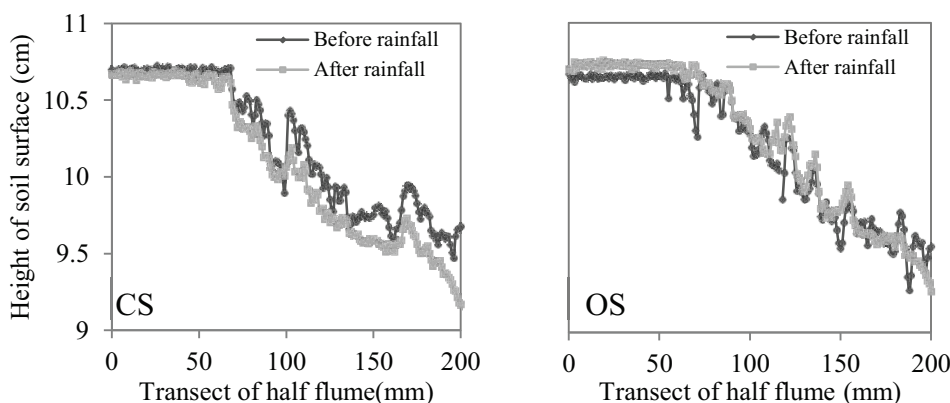 Height of soil surface (cm)
11
10.5
10
9.5
9
Before rainfall
After rainfall
CS
0
50
100
150
200
Transect of half flume(mm)
Before rainfall
After rainfall
OS
0
50
100
150
200
Transect of half flume (mm)